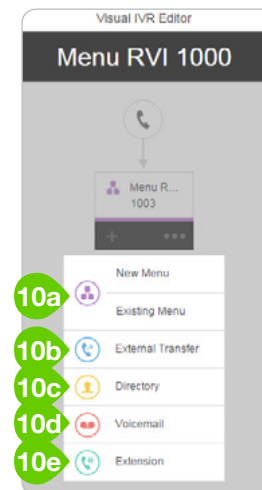 Visual IVR Editor
Menu RVI 1000
Menu R...
1003
New Menu
10a
Existing Menu
10b External Transfer
10c Directory
10d Voicemail
10e Extension